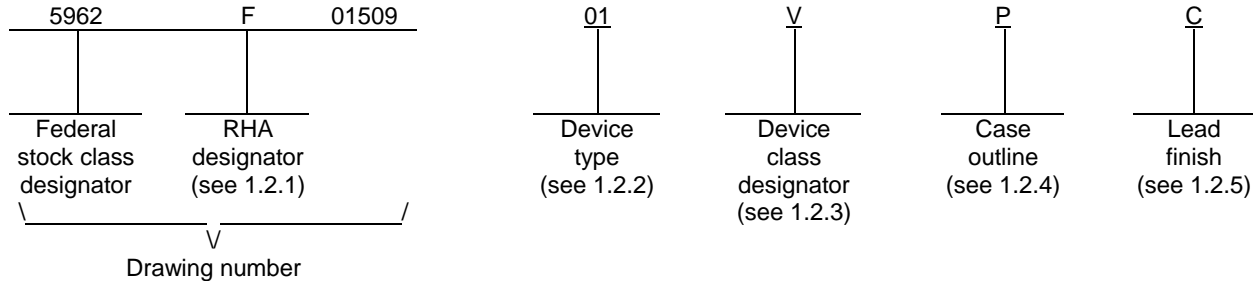 5962 F 01509 01 V P C
Federal stock class designator
RHA designator (see 1.2.1)
Device type (see 1.2.2)
Device class designator (see 1.2.3)
Case outline (see 1.2.4)
Lead finish (see 1.2.5)
Drawing number